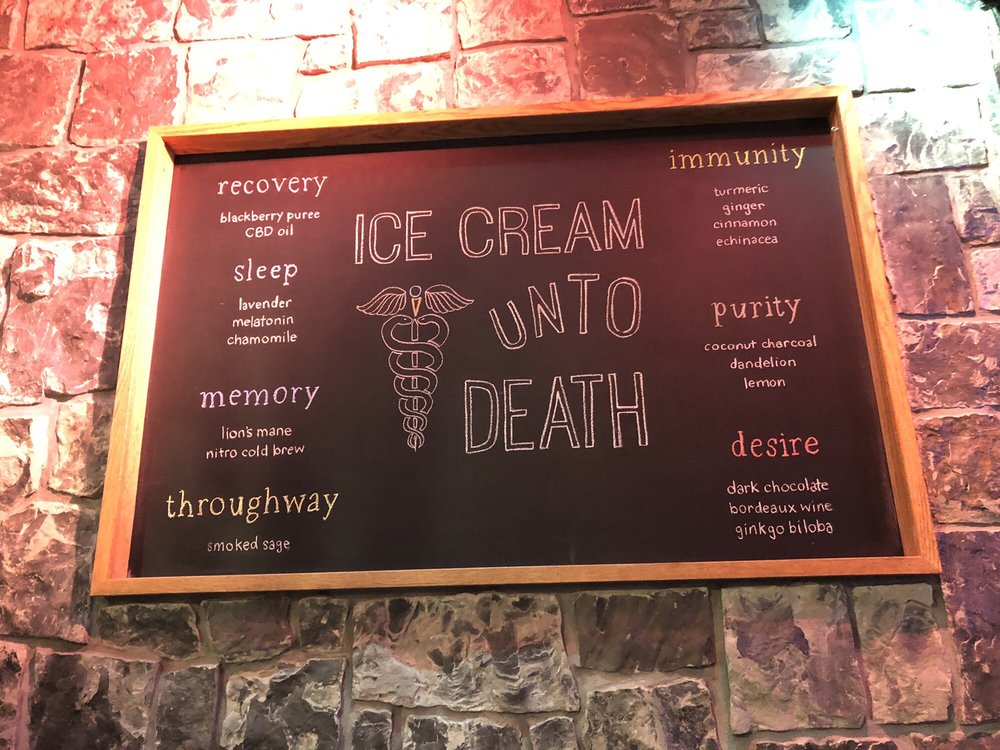 recovery
blackberry puree
CBD oil
sleep
lavender
melatonin
chamomile
memory
lion's mane
nitro cold brew
throughway
smoked sage
ICE CREAM
UNTO
DEATH
immunity
turmeric
ginger
cinnamon
echinacea
purity
coconut charcoal
dandelion
lemon
desire
dark chocolate
bordeaux wine
ginkgo biloba